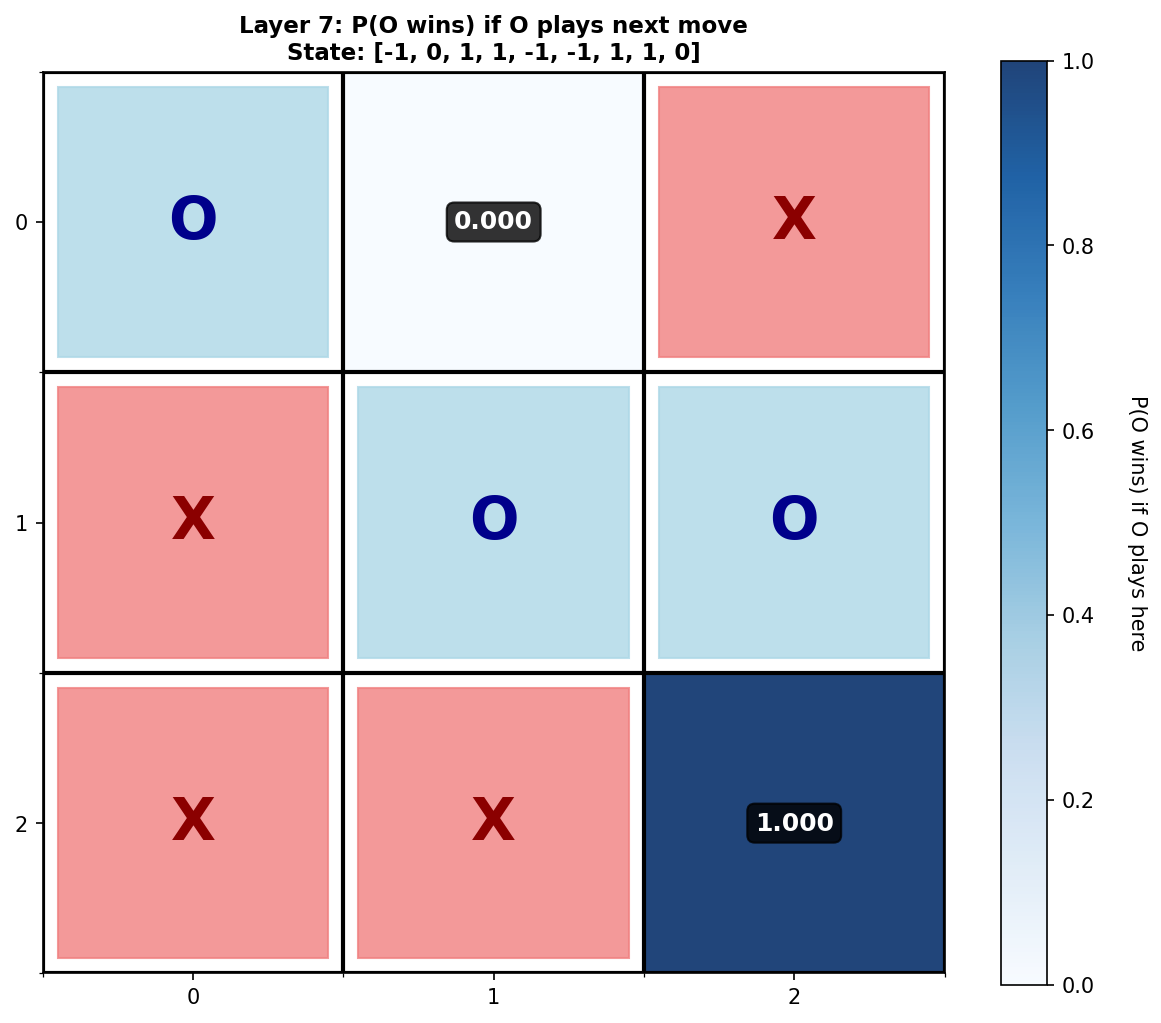 Layer 7: P(O wins) if O plays next move
State: [-1, 0, 1, 1, -1, -1, 1, 1, 0]
O
0.000
X
X
O
O
X
X
1.000
0
1
2
0
1
2
1.0
0.8
0.6
0.4
0.2
0.0
P(O wins) if O plays here